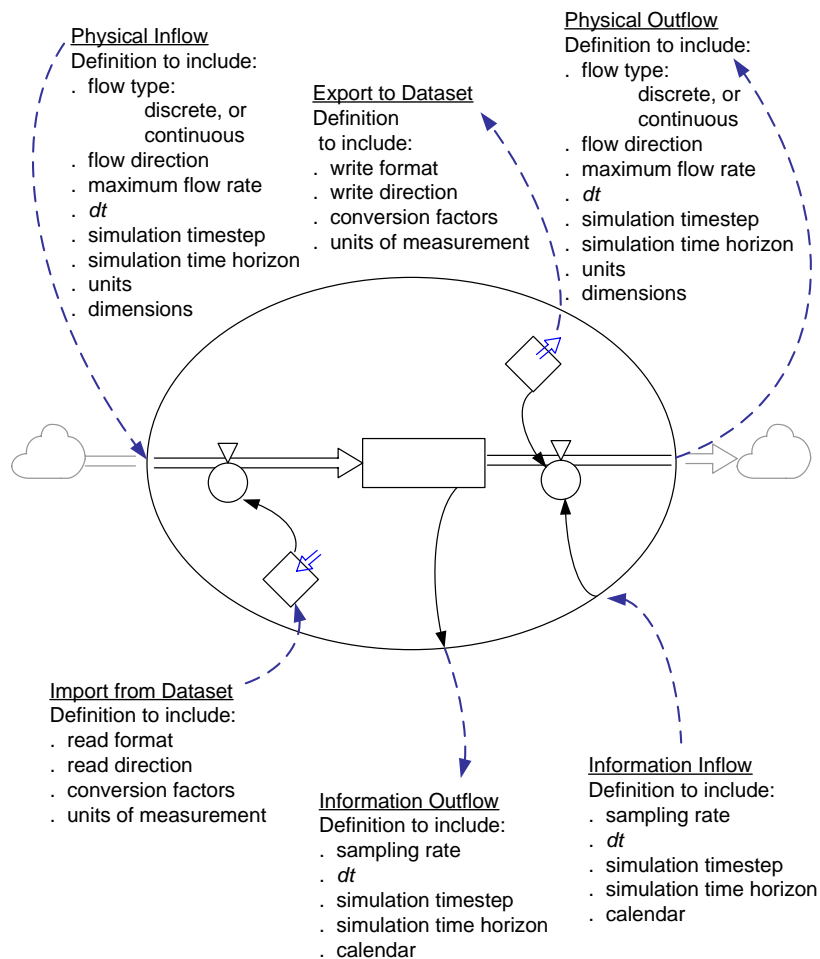 Physical Inflow
Definition to include:
. flow type:
discrete, or
continuous
. flow direction
. maximum flow rate
. dt
. simulation timestep
. simulation time horizon
. units
. dimensions
Export to Dataset
Definition
to include:
. write format
. write direction
. conversion factors
. units of measurement
Physical Outflow
Definition to include:
. flow type:
discrete, or
continuous
. flow direction
. maximum flow rate
. dt
. simulation timestep
. simulation time horizon
. units
. dimensions
Import from Dataset
Definition to include:
. read format
. read direction
. conversion factors
. units of measurement
Information Outflow
Definition to include:
. sampling rate
. dt
. simulation timestep
. simulation time horizon
. calendar
Information Inflow
Definition to include:
. sampling rate
. dt
. simulation timestep
. simulation time horizon
. calendar